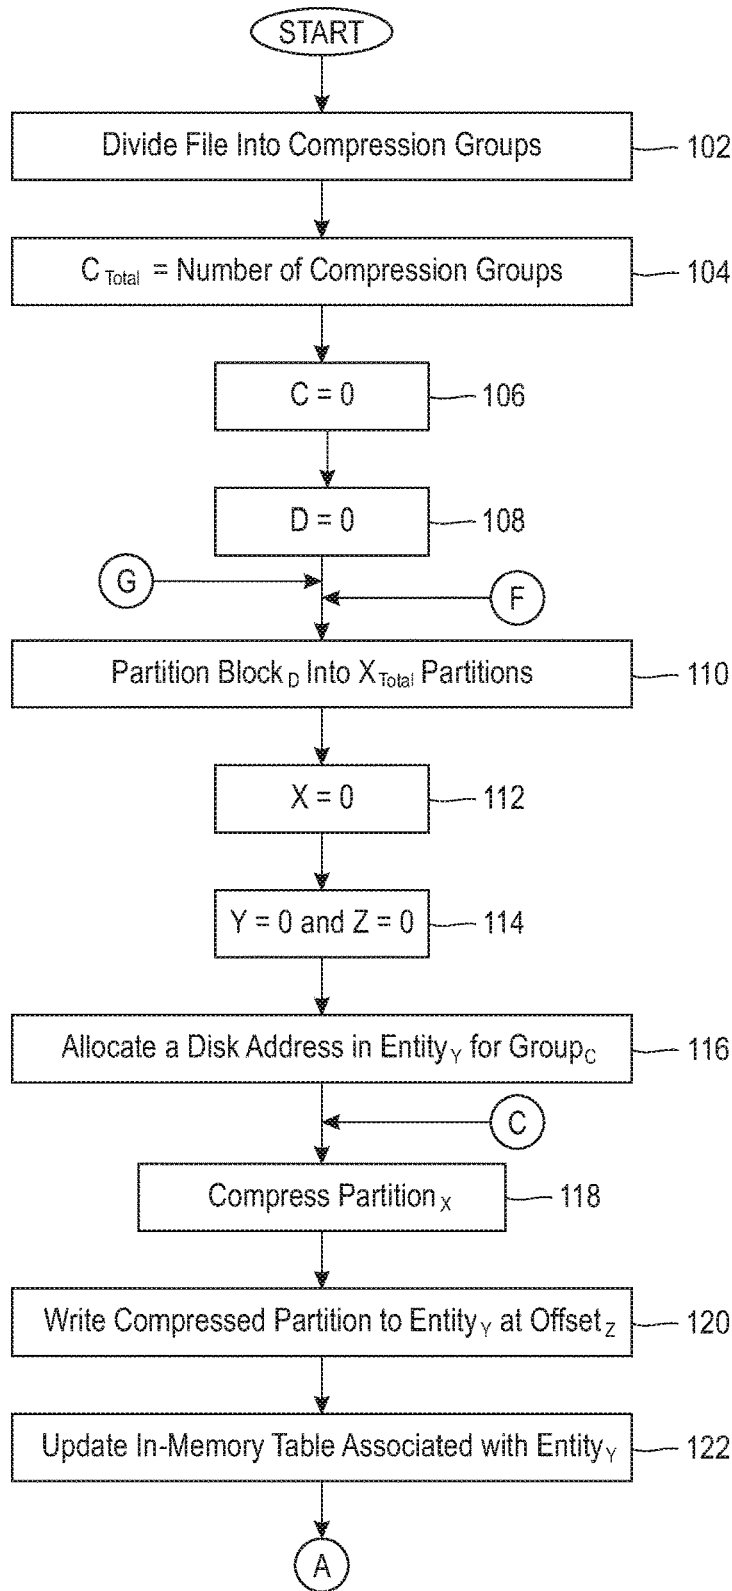 START
Divide File Into Compression Groups 102
C Total = Number of Compression Groups 104
C = 0 106
D = 0 108
G
F
Partition Block D Into X Total Partitions 110
X = 0 112
Y = 0 and Z = 0 114
Allocate a Disk Address in Entity Y for Group C 116
C
Compress Partition X 118
Write Compressed Partition to Entity Y at Offset Z 120
Update In-Memory Table Associated with Entity Y 122
A